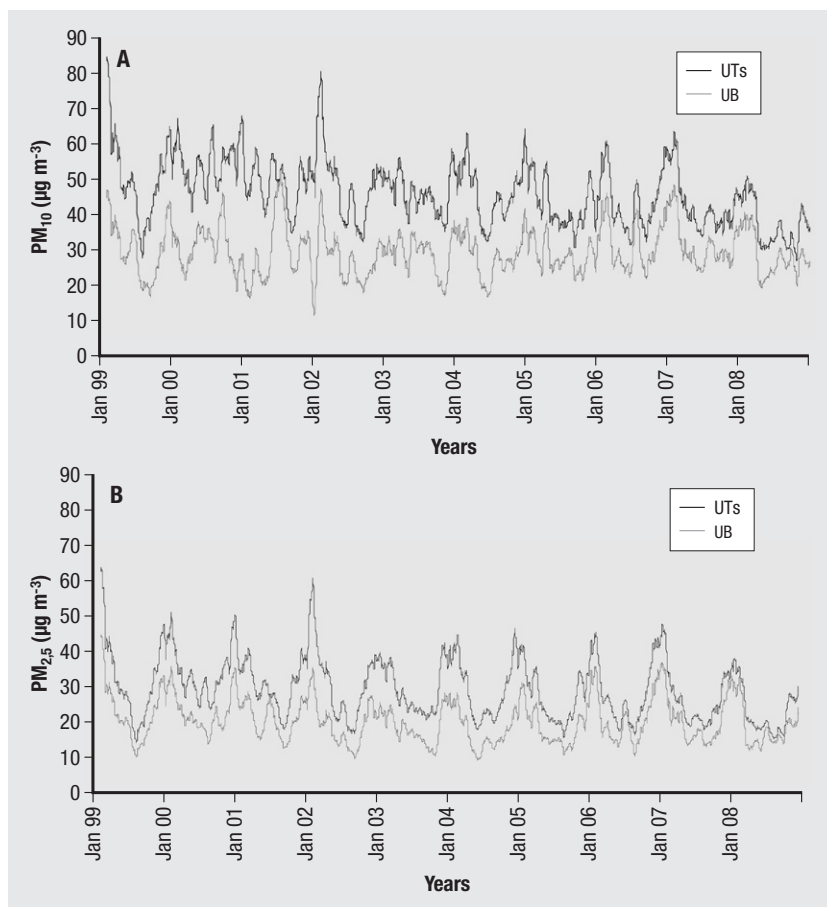 A
UTs
UB
PM10 (µg m-3)
90
80
70
60
50
40
30
20
10
0
Jan 99
Jan 00
Jan 01
Jan 02
Jan 03
Jan 04
Jan 05
Jan 06
Jan 07
Jan 08
Years
B
UTs
UB
PM2,5 (µg m-3)
90
80
70
60
50
40
30
20
10
0
Jan 99
Jan 00
Jan 01
Jan 02
Jan 03
Jan 04
Jan 05
Jan 06
Jan 07
Jan 08
Years